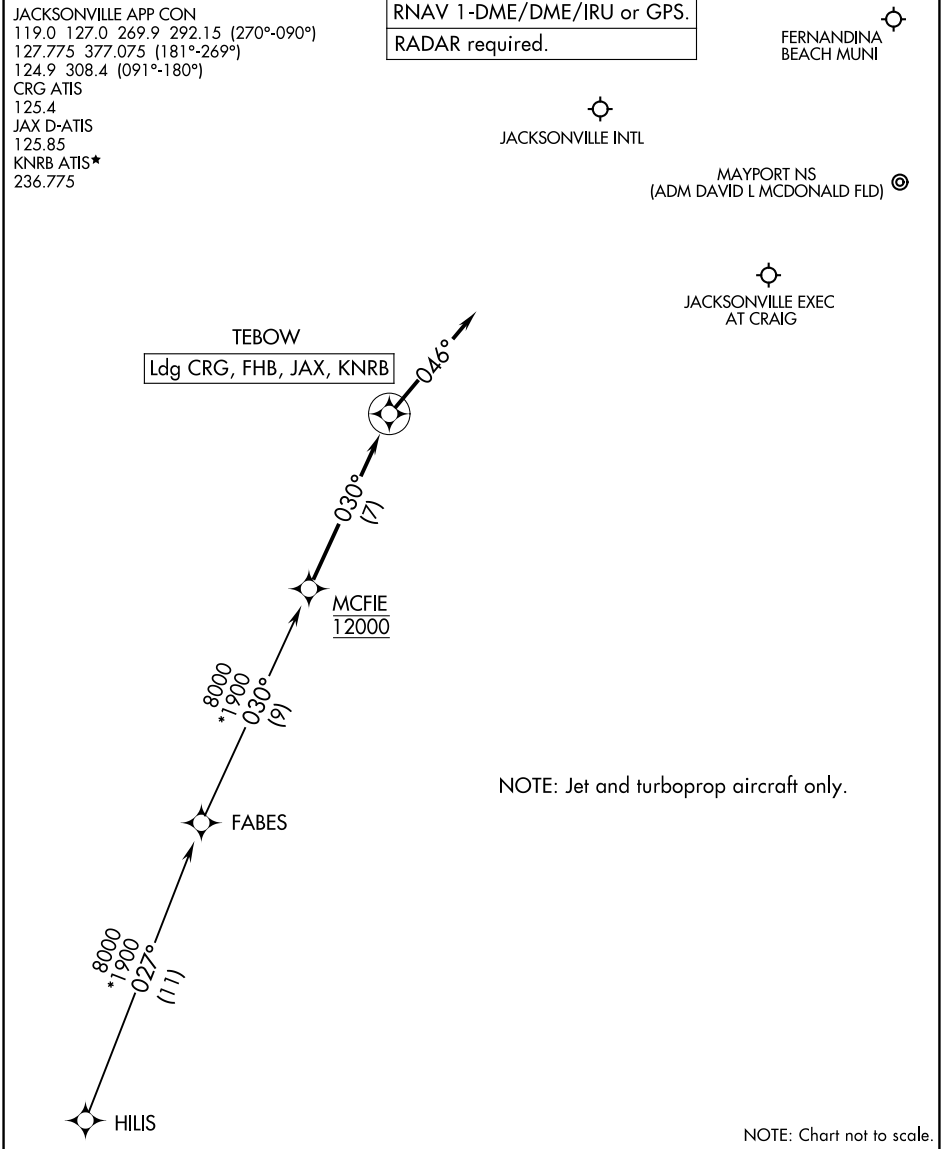 JACKSONVILLE APP CON
119.0 127.0 269.9 292.15 (270°-090°)
127.775 377.075 (181°-269°)
124.9 308.4 (091°-180°)
CRG ATIS
125.4
JAX D-ATIS
125.85
KNRB ATIS★
236.775
RNAV 1-DME/DME/IRU or GPS.
RADAR required.
FERNANDINA
BEACH MUNI
JACKSONVILLE INTL
MAYPORT NS
(ADM DAVID L MCDONALD FLD)
JACKSONVILLE EXEC
AT CRAIG
TEBOW
Ldg CRG, FHB, JAX, KNRB
046°
030°
(7)
MCFIE
12000
8000
*1900
030°
(9)
NOTE: Jet and turboprop aircraft only.
FABES
8000
*1900
027°
(11)
HILIS
NOTE: Chart not to scale.